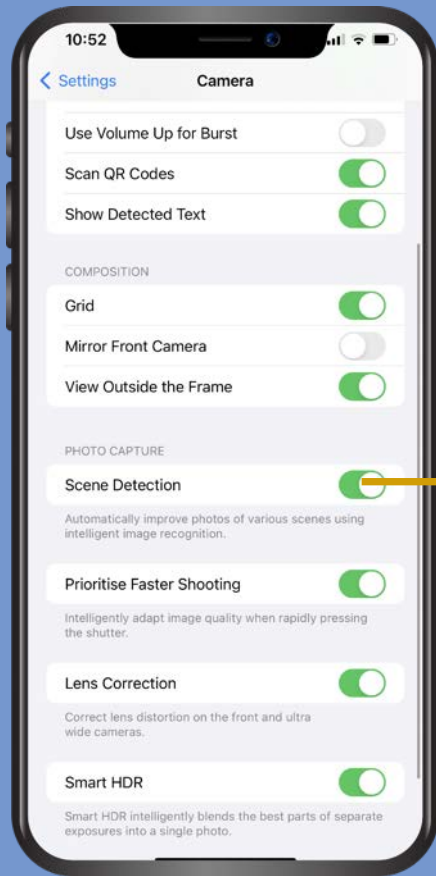 10:52
Settings
Camera
Use Volume Up for Burst
Scan QR Codes
Show Detected Text
COMPOSITION
Grid
Mirror Front Camera
View Outside the Frame
PHOTO CAPTURE
Scene Detection
Automatically improve photos of various scenes using
intelligent image recognition.
Prioritise Faster Shooting
Intelligently adapt image quality when rapidly pressing
the shutter.
Lens Correction
Correct lens distortion on the front and ultra
wide cameras.
Smart HDR
Smart HDR intelligently blends the best parts of separate
exposures into a single photo.